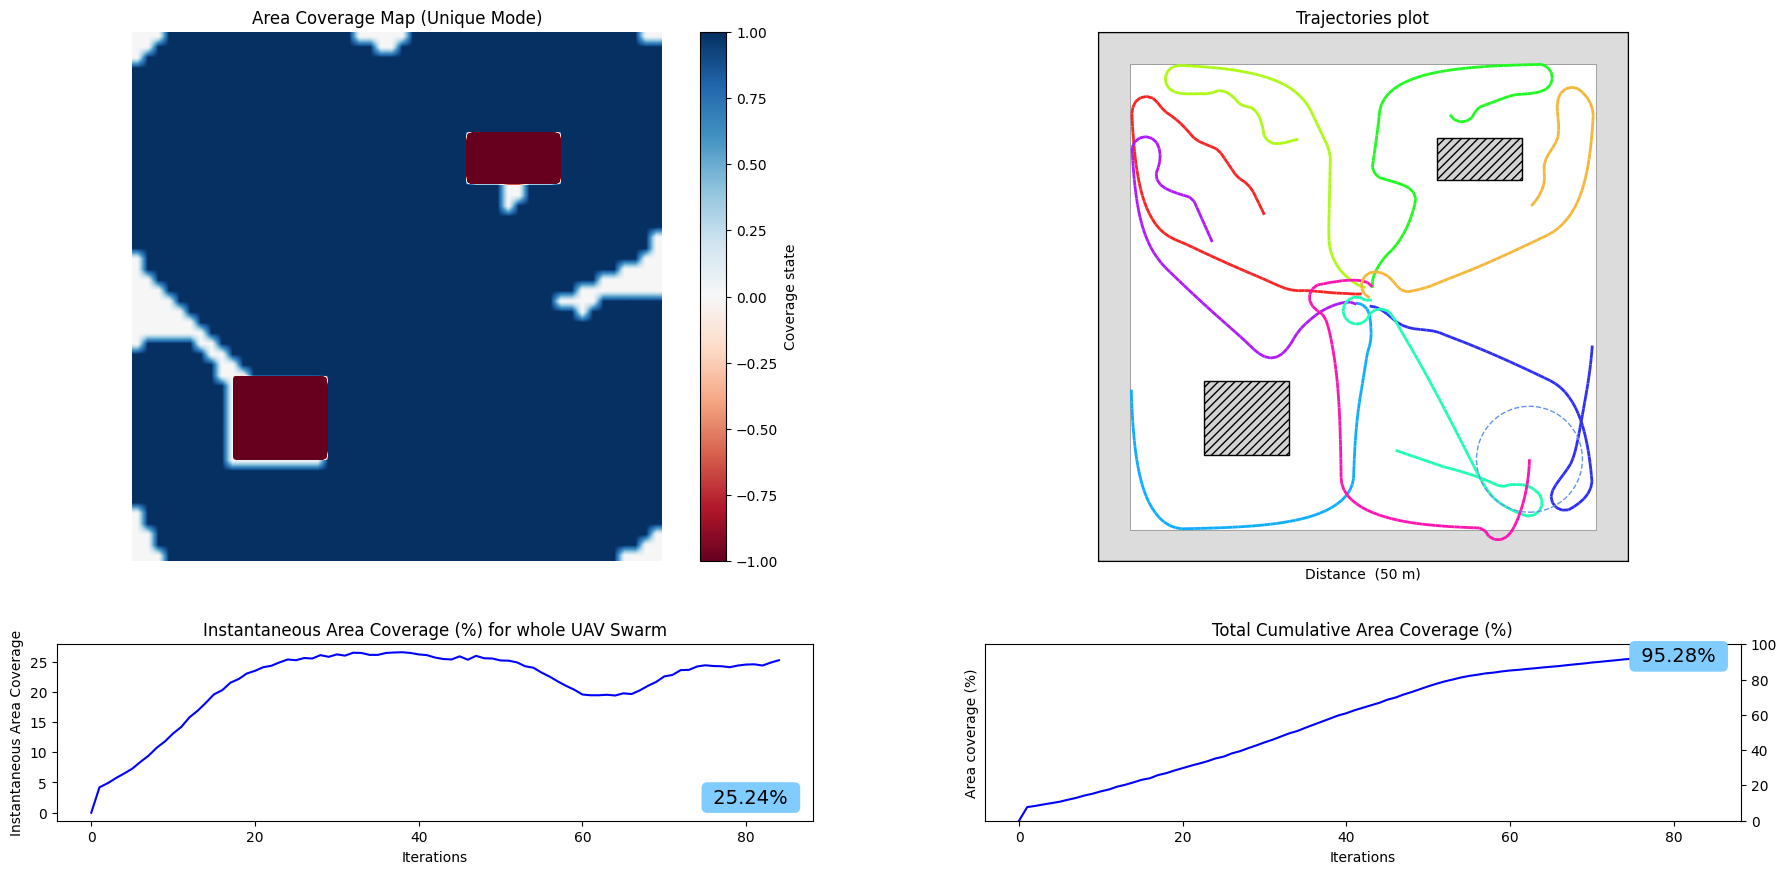 Area Coverage Map (Unique Mode)
1.00
0.75
0.50
0.25
0.00
−0.25
−0.50
−0.75
−1.00
Coverage state
Trajectories plot
Distance  (50 m)
Instantaneous Area Coverage (%) for whole UAV Swarm
Instantaneous Area Coverage
25
20
15
10
5
0
25.24%
0 20 40 60 80
Iterations
Total Cumulative Area Coverage (%)
Area coverage (%)
95.28%
100
80
60
40
20
0
0 20 40 60 80
Iterations